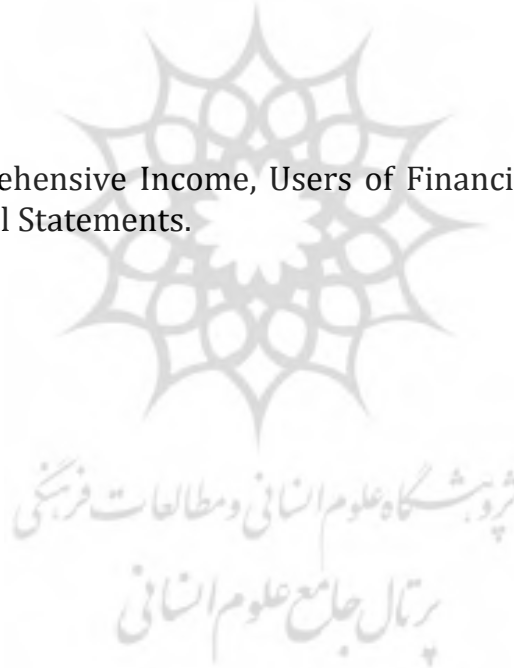 ehensive Income, Users of Financi
l Statements.
پژوهشگاه علوم انسانی و مطالعات فرهنگی
پرتال جامع علوم انسانی